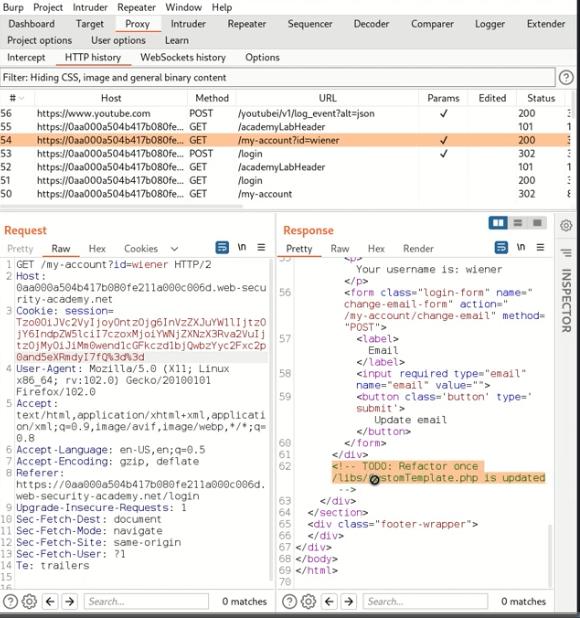 Burp Project Intruder Repeater Window Help
Dashboard Target Proxy Intruder Repeater Sequencer Decoder Comparer Logger Extender
Project options User options Learn
Intercept HTTP history WebSockets history Options
Filter: Hiding CSS, image and general binary content
# Host Method URL Params Edited Status
56 https://www.youtube.com POST /youtubei/v1/log_event?alt=json ✓ 200
55 https://0aa000a504b417b080fe... GET /academyLabHeader 101
54 https://0aa000a504b417b080fe... GET /my-account?id=wiener ✓ 200
53 https://0aa000a504b417b080fe... POST /login ✓ 302
52 https://0aa000a504b417b080fe... GET /academyLabHeader 101
51 https://0aa000a504b417b080fe... GET /login 200
50 https://0aa000a504b417b080fe... GET /my-account 302
Request
Pretty Raw Hex Cookies \n
1 GET /my-account?id=wiener HTTP/2
2 Host:
0aa000a504b417b080fe211a000c006d.web-secu
rity-academy.net
3 Cookie: session=
4 User-Agent: Mozilla/5.0 (X11; Linux
x86_64; rv:102.0) Gecko/20100101
Firefox/102.0
5 Accept:
text/html,application/xhtml+xml,applicati
on/xml;q=0.9,image/avif,image/webp,*/*;q=
0.8
6 Accept-Language: en-US,en;q=0.5
7 Accept-Encoding: gzip, deflate
8 Referer:
https://0aa000a504b417b080fe211a000c006d.
web-security-academy.net/login
9 Upgrade-Insecure-Requests: 1
10 Sec-Fetch-Dest: document
11 Sec-Fetch-Mode: navigate
12 Sec-Fetch-Site: same-origin
13 Sec-Fetch-User: ?1
14 Te: trailers
15
16
Search... 0 matches
Response
Pretty Raw Hex Render \n
55 <p>
Your username is: wiener
</p>
56 <form class="login-form" name="
change-email-form" action="
/my-account/change-email" method=
"POST">
57 <label>
Email
</label>
58 <input required type="email"
name="email" value="">
59 <button class='button' type='
submit'>
Update email
</button>
60 </form>
61 </div>
62 <!-- TODO: Refactor once
/libs/CustomTemplate.php is updated
-->
63 </div>
64 </section>
65 <div class="footer-wrapper">
66 </div>
67 </div>
68 </body>
69 </html>
70
Search... 0 matches
INSPECTOR